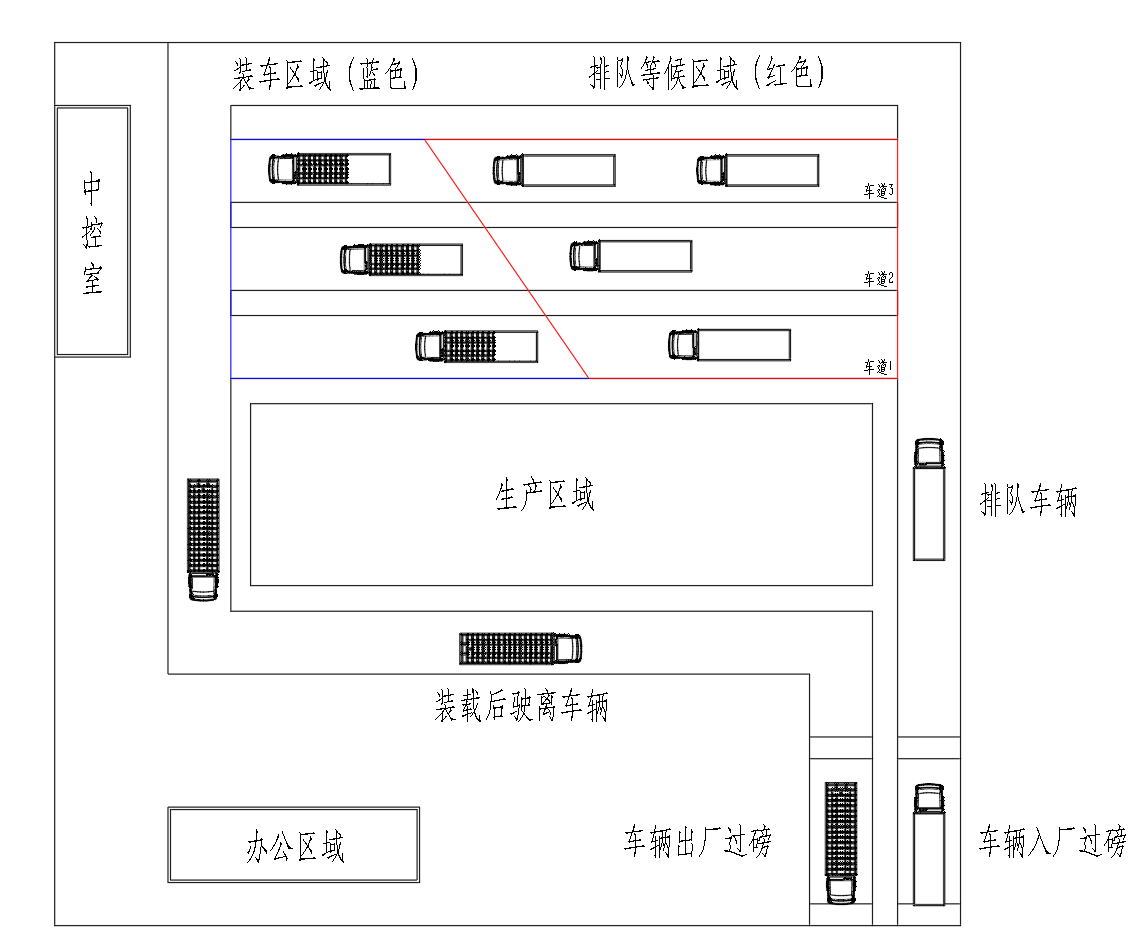 装车区域（蓝色）
排队等候区域（红色）
中控室
车道3
车道2
车道1
生产区域
排队车辆
装载后驶离车辆
办公区域
车辆出厂过磅
车辆入厂过磅